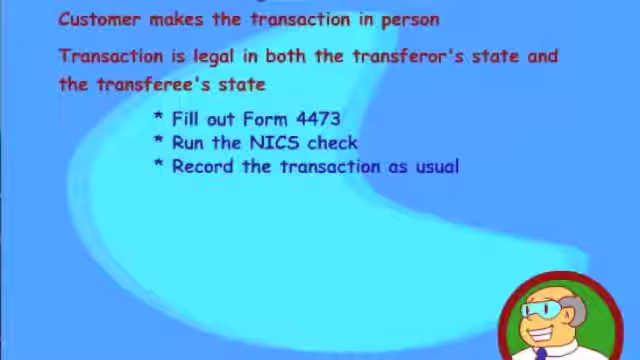 Customer makes the transaction in person
Transaction is legal in both the transferor's state and
the transferee's state
* Fill out Form 4473
* Run the NICS check
* Record the transaction as usual